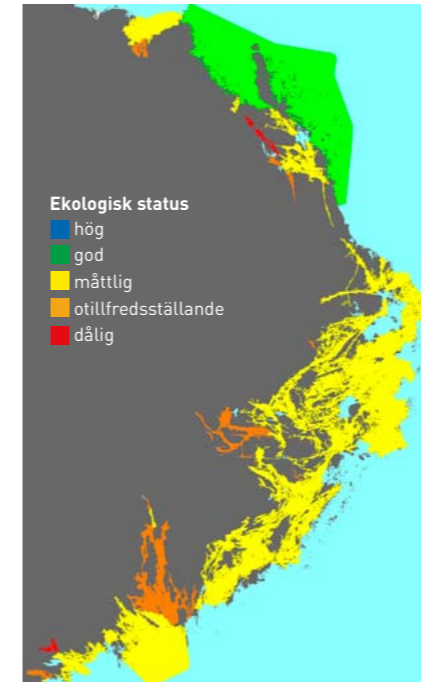 Ekologisk status
hög
god
måttlig
otillfredsställande
dålig